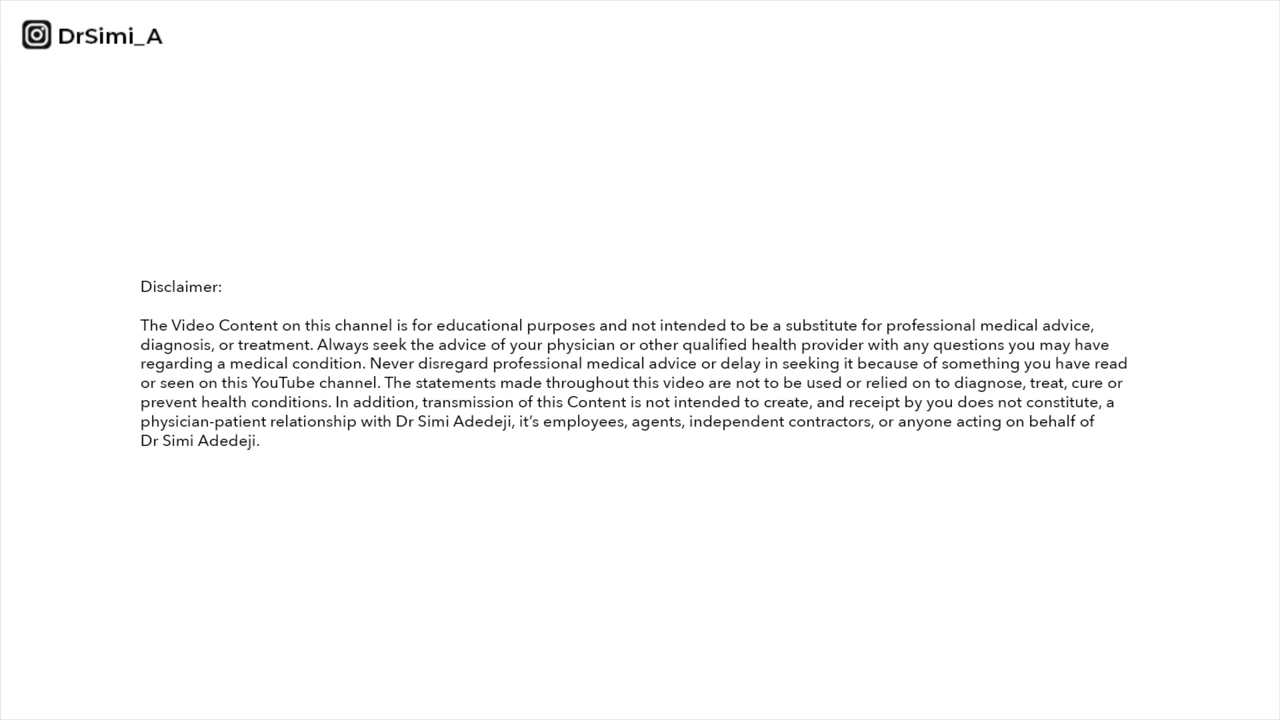 DrSimi_A
Disclaimer:
The Video Content on this channel is for educational purposes and not intended to be a substitute for professional medical advice,
diagnosis, or treatment. Always seek the advice of your physician or other qualified health provider with any questions you may have
regarding a medical condition. Never disregard professional medical advice or delay in seeking it because of something you have read
or seen on this YouTube channel. The statements made throughout this video are not to be used or relied on to diagnose, treat, cure or
prevent health conditions. In addition, transmission of this Content is not intended to create, and receipt by you does not constitute, a
physician-patient relationship with Dr Simi Adedeji, it’s employees, agents, independent contractors, or anyone acting on behalf of
Dr Simi Adedeji.